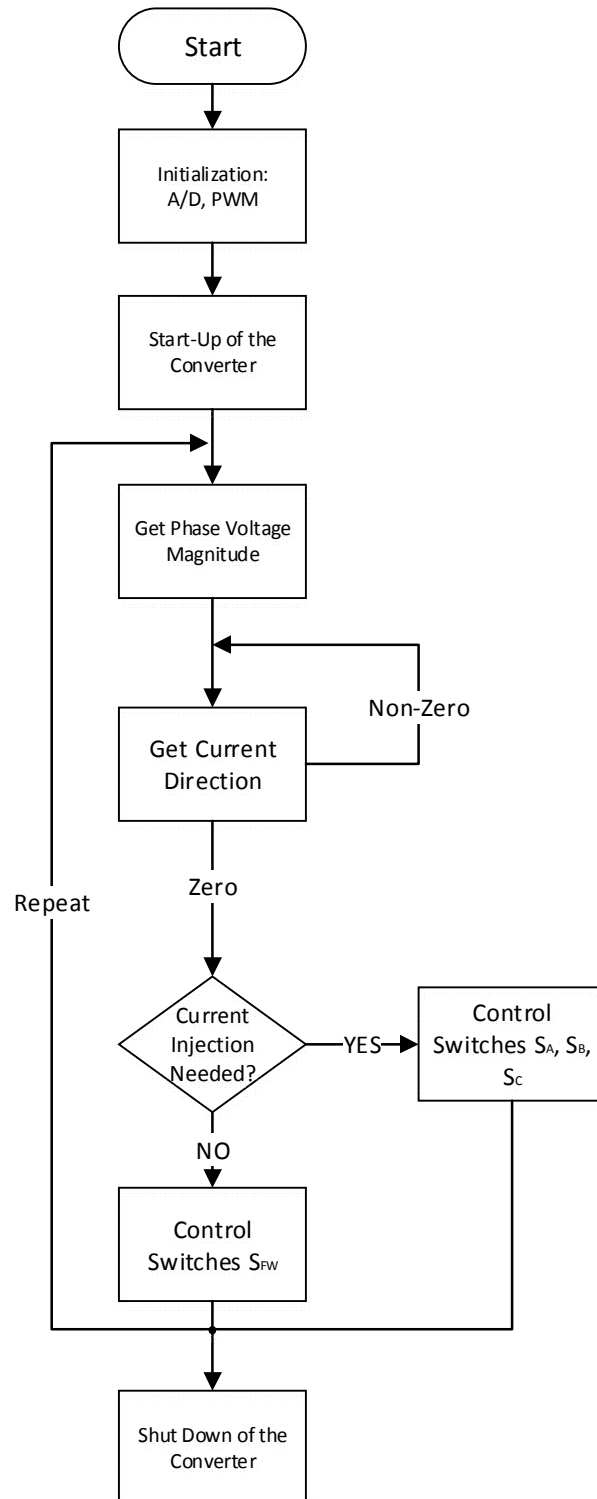 Start
Initialization:
A/D, PWM
Start-Up of the
Converter
Get Phase Voltage
Magnitude
Non-Zero
Get Current
Direction
Zero
Repeat
Current
Injection
Needed?
YES
Control
Switches SA, SB,
SC
NO
Control
Switches SFW
Shut Down of the
Converter